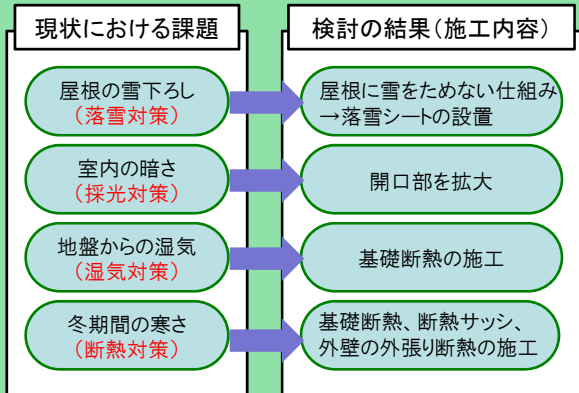 現状における課題
検討の結果（施工内容）
屋根の雪下ろし
（落雪対策）
屋根に雪をためない仕組み
→落雪シートの設置
室内の暗さ
（採光対策）
開口部を拡大
地盤からの湿気
（湿気対策）
基礎断熱の施工
冬期間の寒さ
（断熱対策）
基礎断熱、断熱サッシ、
外壁の外張り断熱の施工